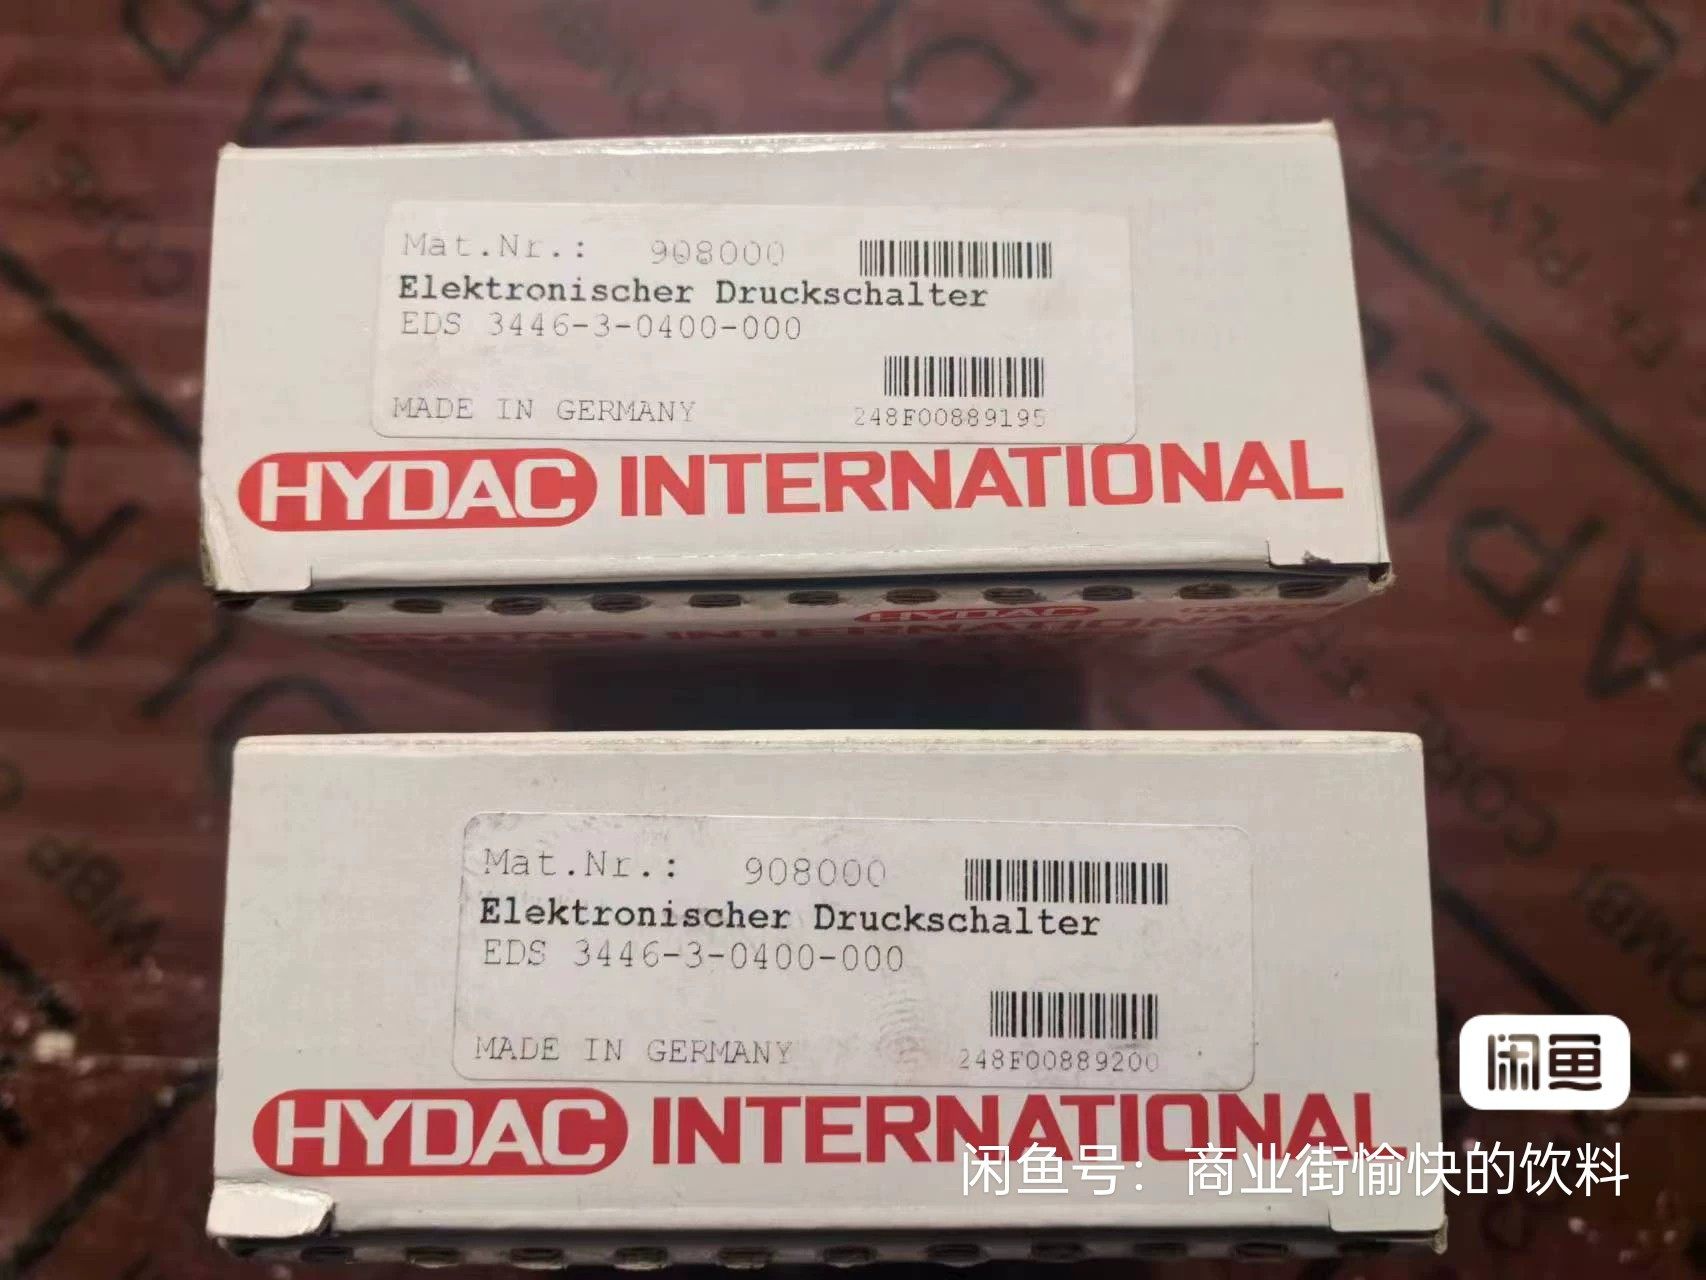 Mat.Nr.: 908000
Elektronischer Druckschalter
EDS 3446-3-0400-000
MADE IN GERMANY
248F00889195
HYDAC INTERNATIONAL
HYDAC
Mat.Nr.: 908000
Elektronischer Druckschalter
EDS 3446-3-0400-000
MADE IN GERMANY
248F00889200
HYDAC INTERNATIONAL
闲鱼
闲鱼号：商业街愉快的饮料